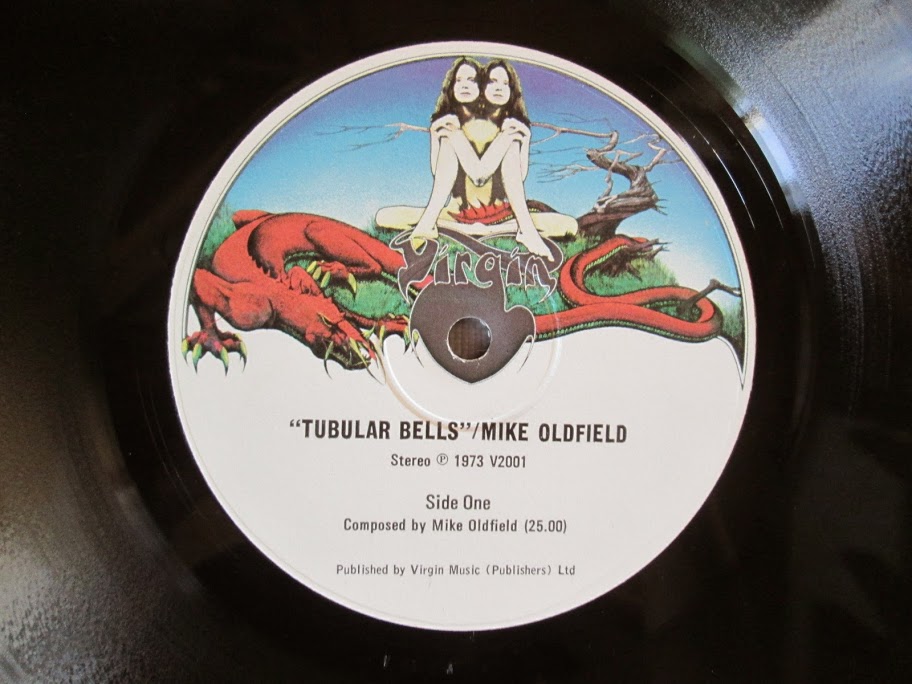 Virgin
“TUBULAR BELLS”/MIKE OLDFIELD
Stereo ℗ 1973 V2001
Side One
Composed by Mike Oldfield (25.00)
Published by Virgin Music (Publishers) Ltd